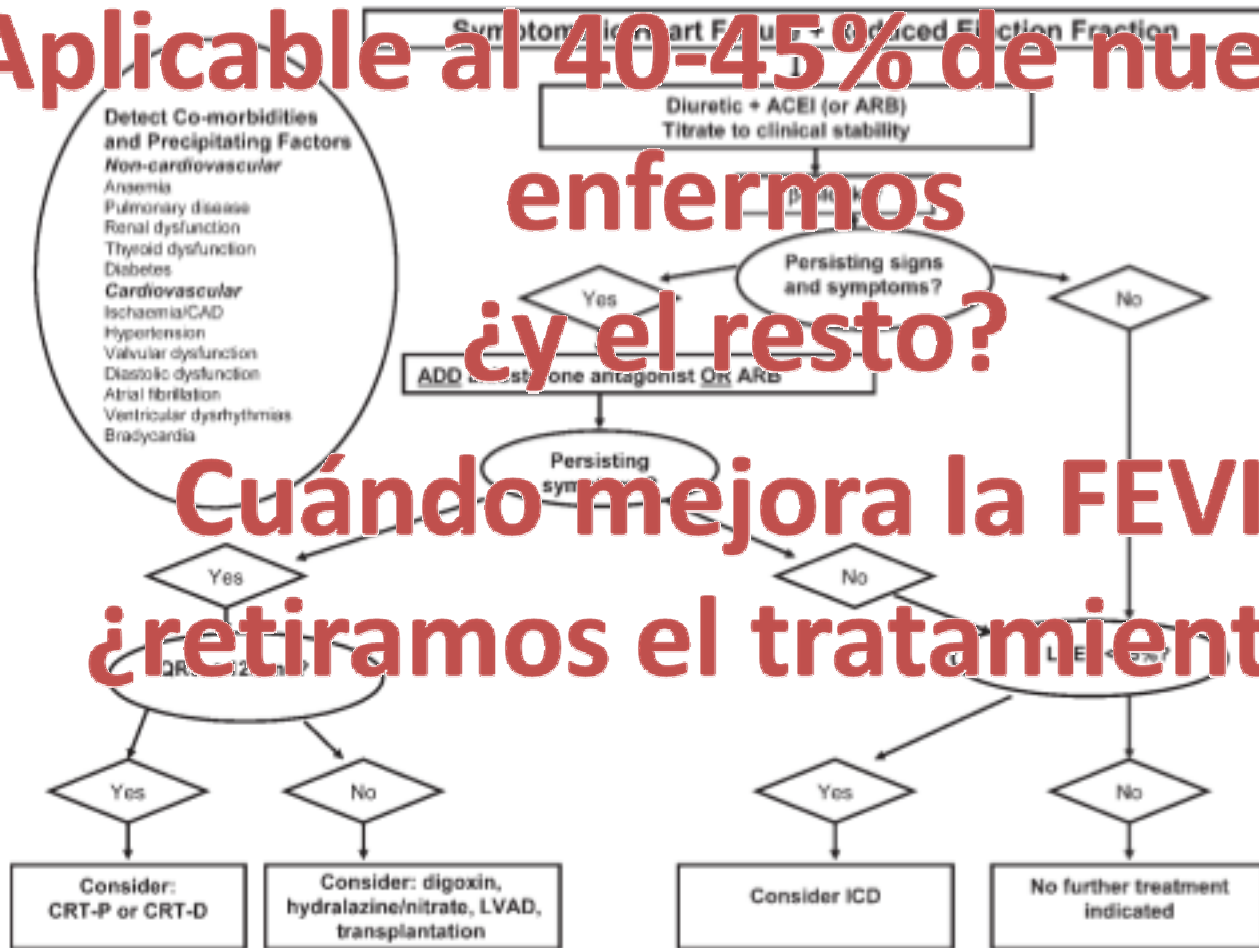 Aplicable al 40-45% de nue
enfermos
¿y el resto?
Cuándo mejora la FEVI
¿retiramos el tratamient
Ejection Fraction
Detect Co-morbidities
and Precipitating Factors
Non-cardiovascular
Anaemia
Pulmonary disease
Renal dysfunction
Thyroid dysfunction
Diabetes
Cardiovascular
Ischaemia/CAD
Hypertension
Valvular dysfunction
Diastolic dysfunction
Atrial fibrillation
Ventricular dysrhythmias
Bradycardia
Diuretic + ACEI (or ARB)
Titrate to clinical stability
Persisting signs
and symptoms?
Yes
No
ADD antagonist OR ARB
Persisting
Yes
No
Yes
No
Yes
No
Consider:
CRT-P or CRT-D
Consider: digoxin,
hydralazine/nitrate, LVAD,
transplantation
Consider ICD
No further treatment
indicated